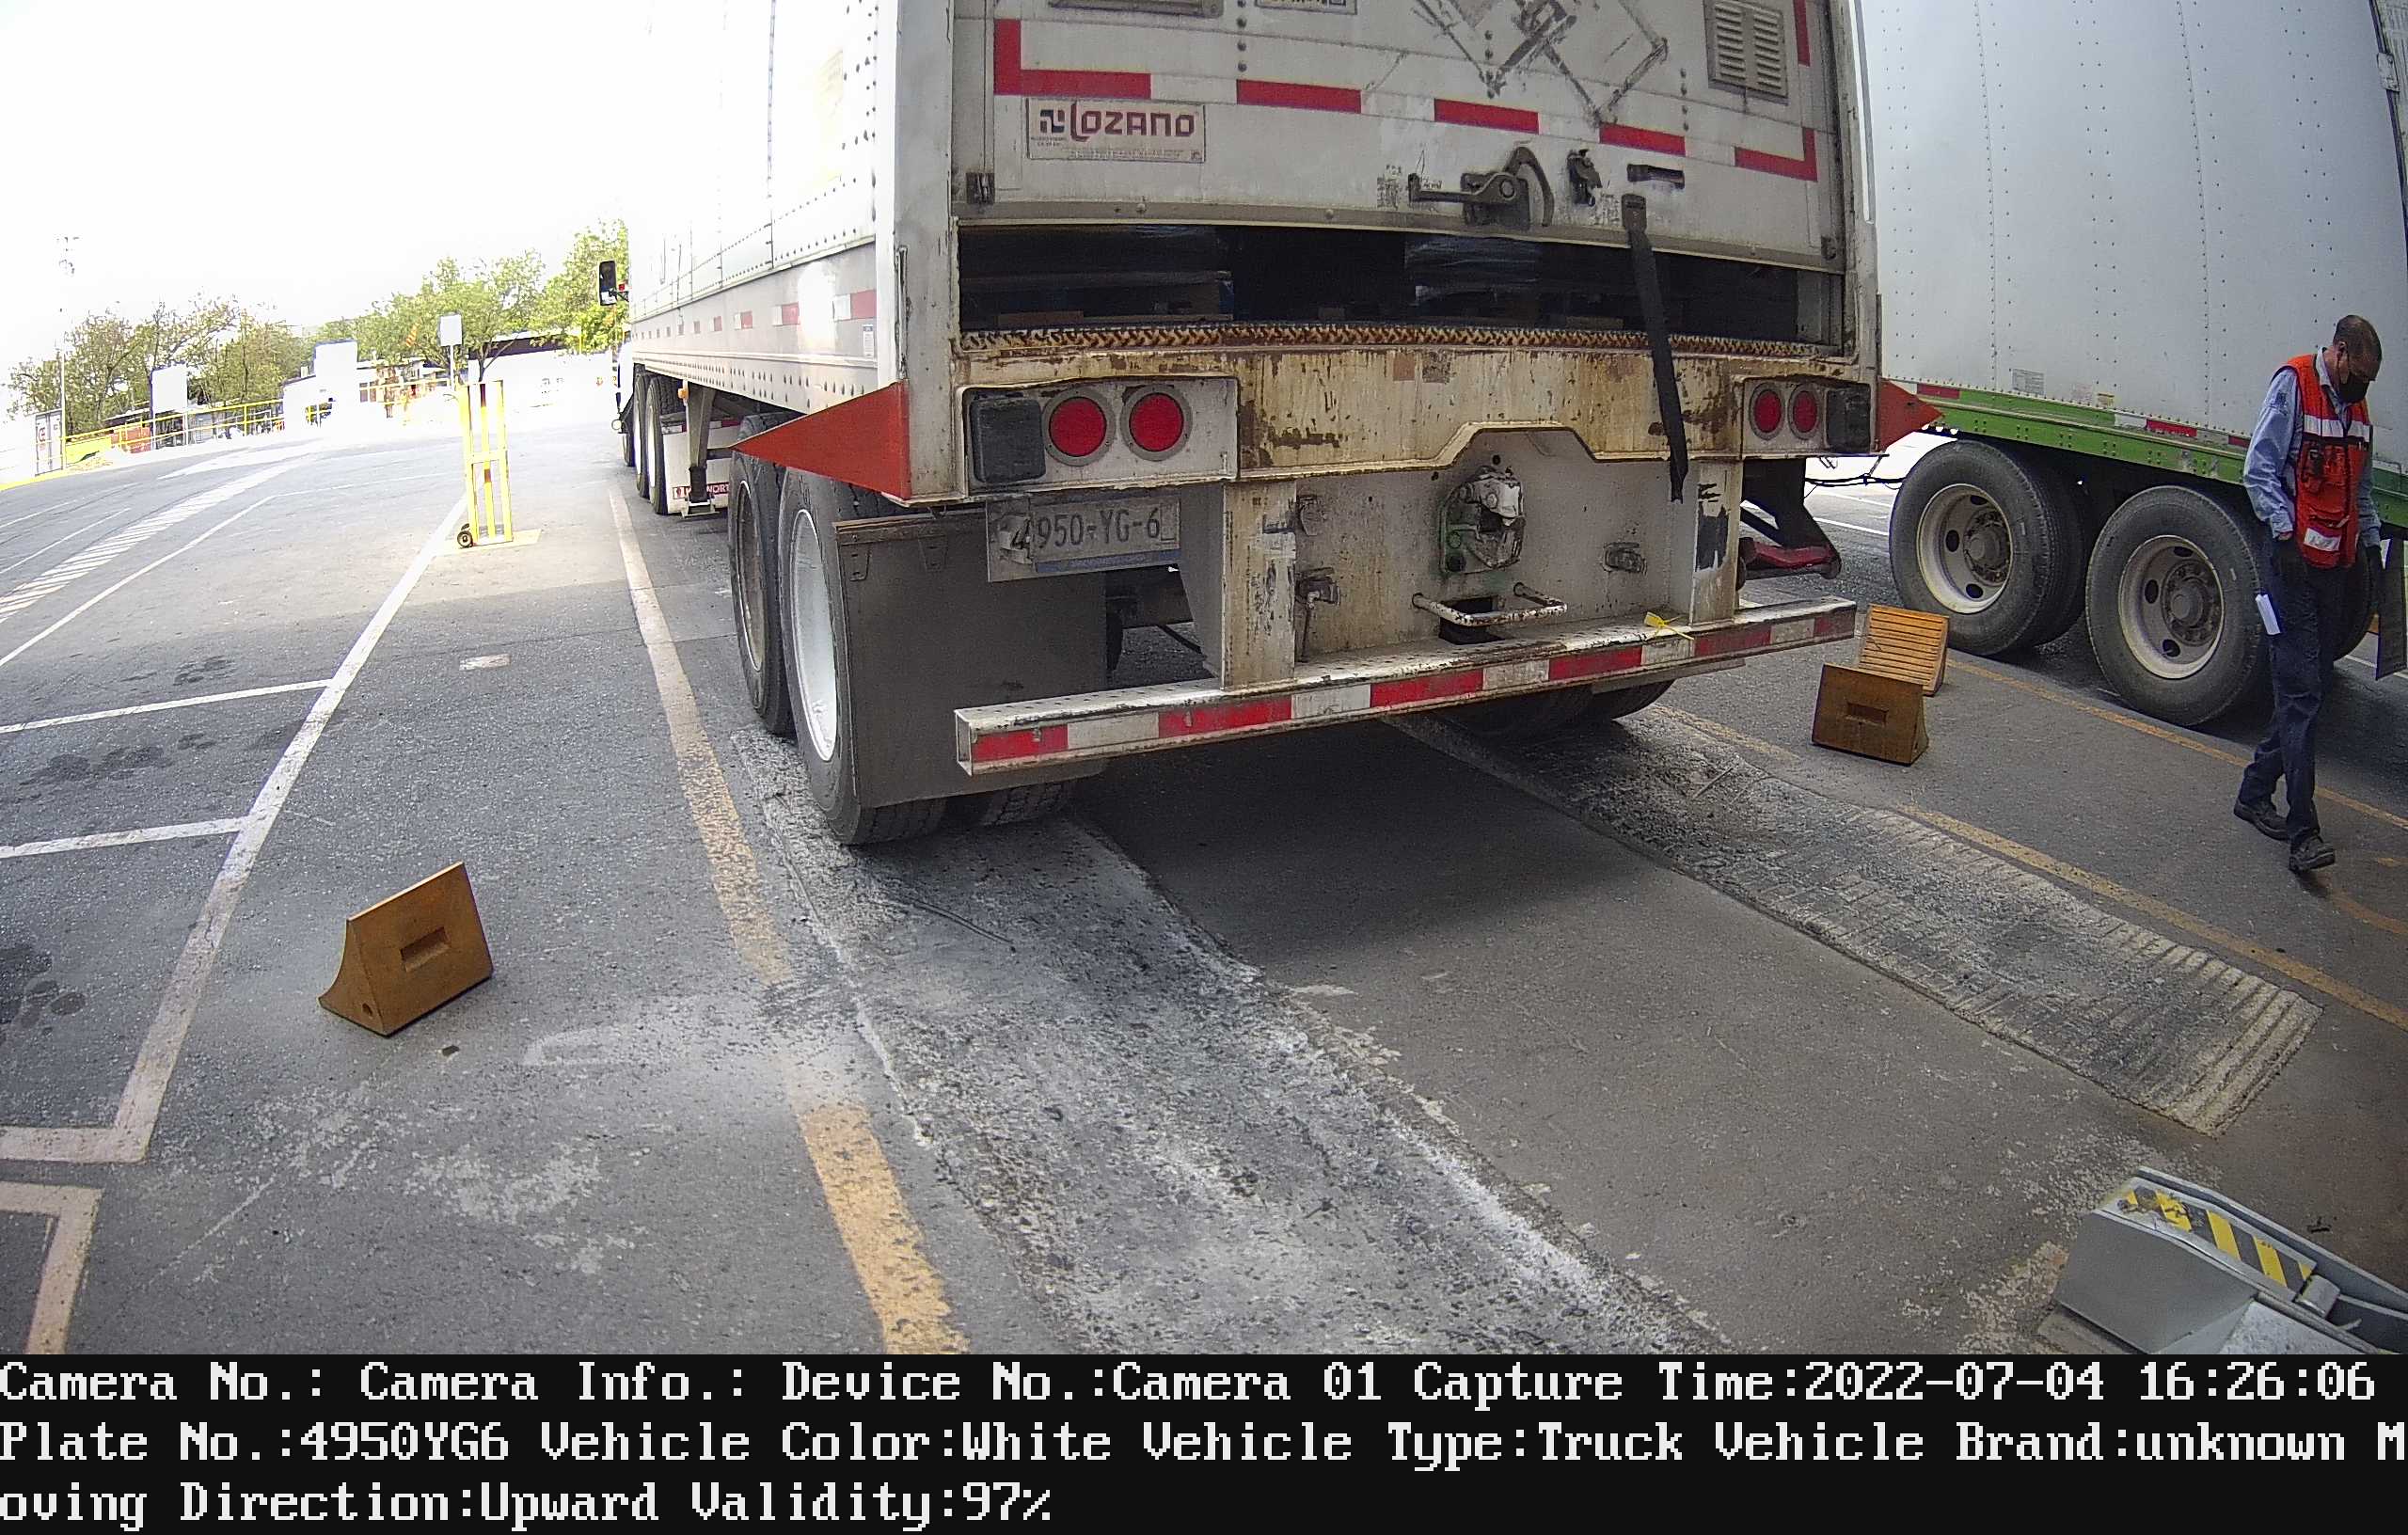 LOZANO
4950-YG-6
Camera No.: Camera Info.: Device No.:Camera 01 Capture Time:2022-07-04 16:26:06
Plate No.:4950YG6 Vehicle Color:White Vehicle Type:Truck Vehicle Brand:unknown M
oving Direction:Upward Validity:97%